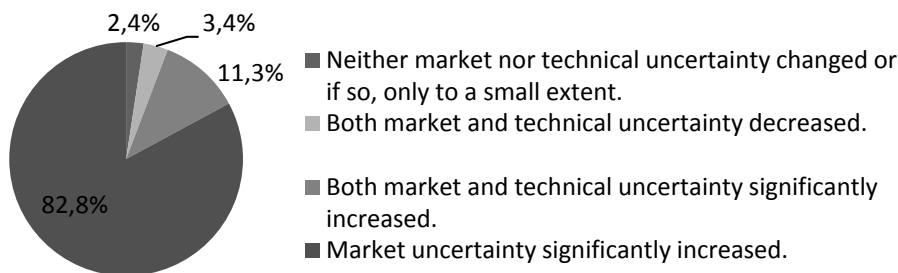 2,4%
3,4%
11,3%
82,8%
Neither market nor technical uncertainty changed or
if so, only to a small extent.
Both market and technical uncertainty decreased.
Both market and technical uncertainty significantly
increased.
Market uncertainty significantly increased.